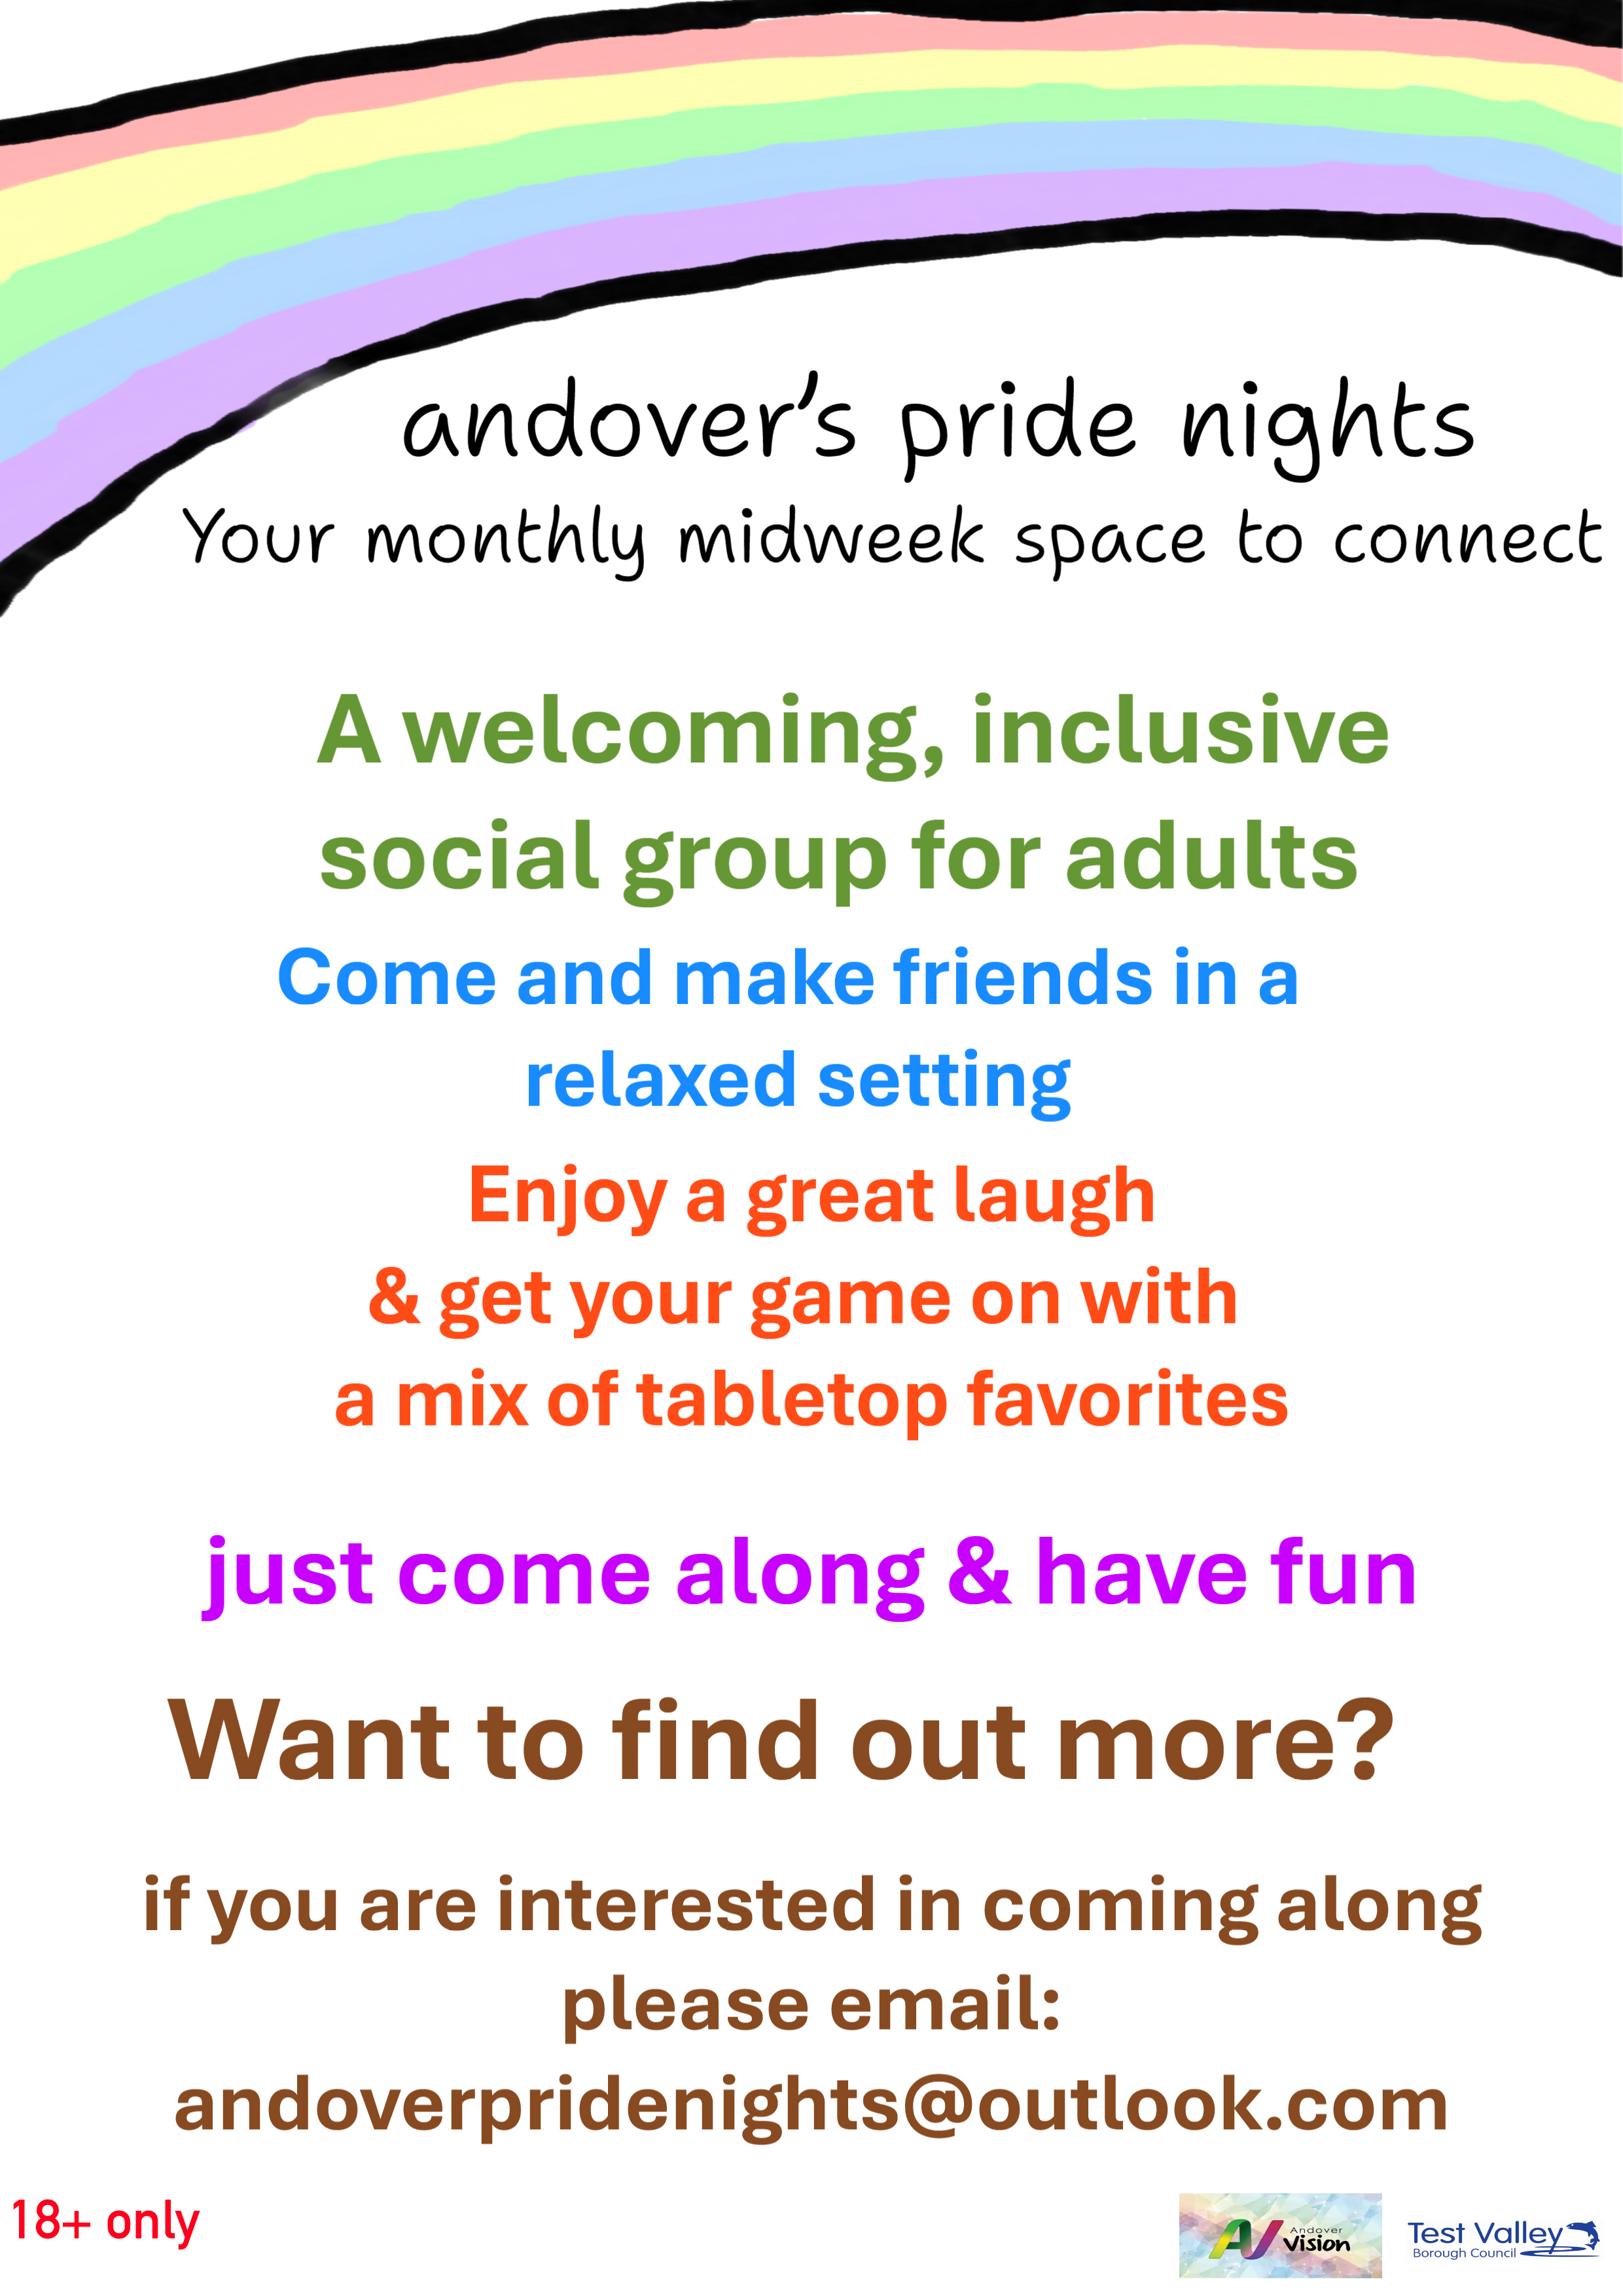 andover's pride nights
Your monthly midweek space to connect
A welcoming, inclusive
social group for adults
Come and make friends in a
relaxed setting
Enjoy a great laugh
& get your game on with
a mix of tabletop favorites
just come along & have fun
Want to find out more?
if you are interested in coming along
please email:
andoverpridenights@outlook.com
18+ only
AV Andover Vision
Test Valley
Borough Council